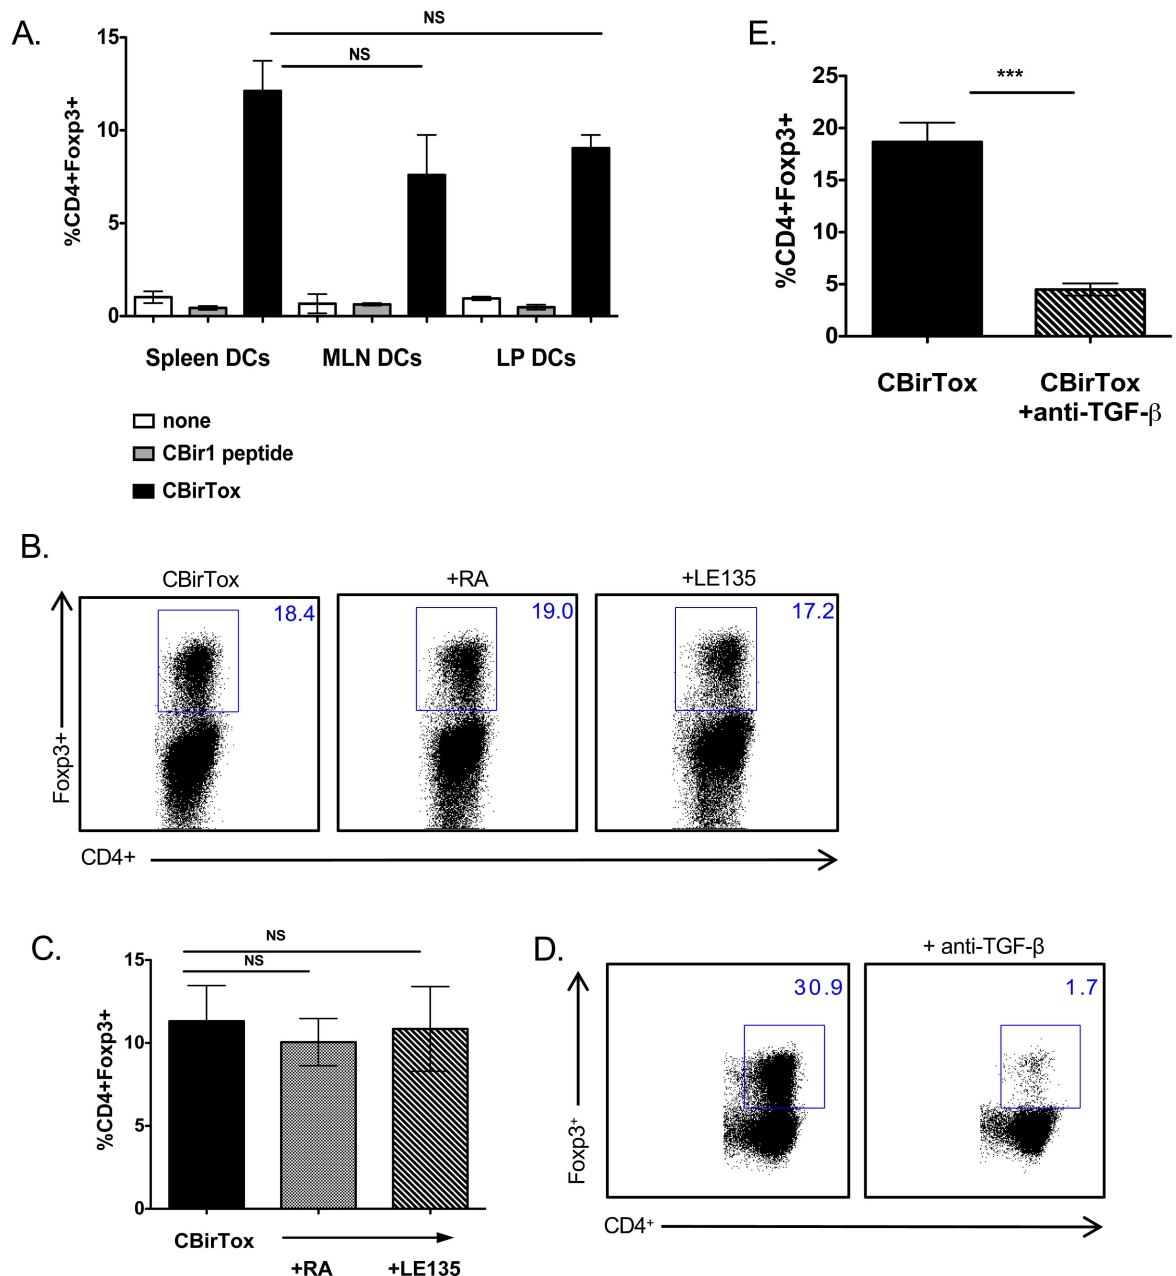 A.
NS
NS
%CD4+Foxp3+
15
10
5
0
Spleen DCs
MLN DCs
LP DCs
none
CBir1 peptide
CBirTox
E.
***
%CD4+Foxp3+
25
20
15
10
5
0
CBirTox
CBirTox
+anti-TGF-β
B.
CBirTox
+RA
+LE135
18.4
19.0
17.2
Foxp3+
CD4+
C.
NS
NS
%CD4+Foxp3+
15
10
5
0
CBirTox
+RA
+LE135
D.
+ anti-TGF-β
30.9
1.7
Foxp3⁺
CD4⁺